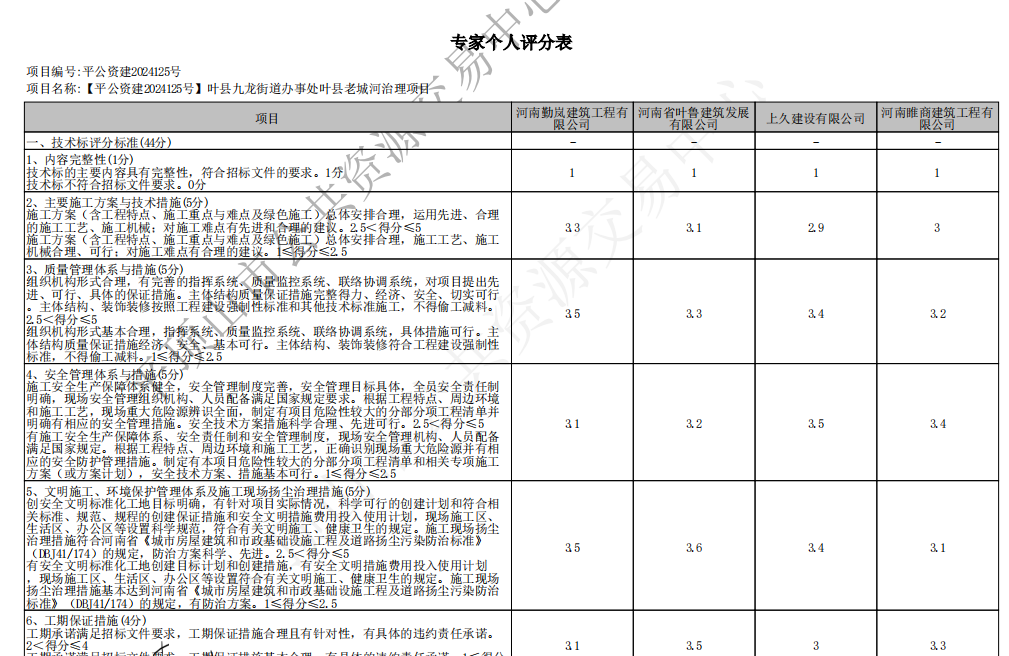 专家个人评分表
项目编号:平公资建2024125号
项目名称:【平公资建2024125号】叶县九龙街道办事处叶县老城河治理项目
项目 河南勤岚建筑工程有限公司 河南省叶鲁建筑发展有限公司 上久建设有限公司 河南睢商建筑工程有限公司
一、技术标评分标准(44分) - - - -
1、内容完整性(1分)
技术标的主要内容具有完整性，符合招标文件的要求。1分
技术标不符合招标文件要求。0分
1 1 1 1
2、主要施工方案与技术措施(5分)
施工方案（含工程特点、施工重点与难点及绿色施工）总体安排合理，运用先进、合理
的施工工艺、施工机械；对施工难点有先进和合理的建议。2.5<得分≤5
施工方案（含工程特点、施工重点与难点及绿色施工）总体安排合理，施工工艺、施工
机械合理、可行；对施工难点有合理的建议。1≤得分≤2.5
3.3 3.1 2.9 3
3、质量管理体系与措施(5分)
组织机构形式合理，有完善的指挥系统、质量监控系统、联络协调系统，对项目提出先
进、可行、具体的保证措施。主体结构质量保证措施完整得力、经济、安全、切实可行
。主体结构、装饰装修按照工程建设强制性标准和其他技术标准施工，不得偷工减料。
2.5<得分≤5
组织机构形式基本合理，指挥系统、质量监控系统、联络协调系统，具体措施可行。主
体结构质量保证措施经济、安全、基本可行。主体结构、装饰装修符合工程建设强制性
标准，不得偷工减料。1≤得分≤2.5
3.5 3.3 3.4 3.2
4、安全管理体系与措施(5分)
施工安全生产保障体系健全，安全管理制度完善，安全管理目标具体，全员安全责任制
明确，现场安全管理组织机构、人员配备满足国家规定要求。根据工程特点、周边环境
和施工工艺，现场重大危险源辨识全面，制定有项目危险性较大的分部分项工程清单并
明确有相应的安全管理措施。安全技术方案措施科学合理、先进可行。2.5<得分≤5
有施工安全生产保障体系、安全责任制和安全管理制度，现场安全管理机构、人员配备
满足国家规定。根据工程特点、周边环境和施工工艺，正确识别现场重大危险源并有相
应的安全防护管理措施。制定有本项目危险性较大的分部分项工程清单和相关专项施工
方案（或方案计划），安全技术方案、措施基本可行。1≤得分≤2.5
3.1 3.2 3.5 3.4
5、文明施工、环境保护管理体系及施工现场扬尘治理措施(5分)
创安全文明标准化工地目标明确，有针对项目实际情况，科学可行的创建计划和符合相
关标准、规范、规程的创建保证措施和安全文明措施费用投入使用计划，现场施工区、
生活区、办公区等设置科学规范，符合有关文明施工、健康卫生的规定。施工现场扬尘
治理措施符合河南省《城市房屋建筑和市政基础设施工程及道路扬尘污染防治标准》
（DBJ41/174）的规定，防治方案科学、先进。2.5<得分≤5
有安全文明标准化工地创建目标计划和创建措施，有安全文明措施费用投入使用计划
，现场施工区、生活区、办公区等设置符合有关文明施工、健康卫生的规定。施工现场
扬尘治理措施基本达到河南省《城市房屋建筑和市政基础设施工程及道路扬尘污染防治
标准》（DBJ41/174）的规定，有防治方案。1≤得分≤2.5
3.5 3.6 3.4 3.1
6、工期保证措施(4分)
工期承诺满足招标文件要求，工期保证措施合理且有针对性，有具体的违约责任承诺。
2<得分≤4
3.1 3.5 3 3.3
平顶山市公共资源交易中心
共资源交易中心